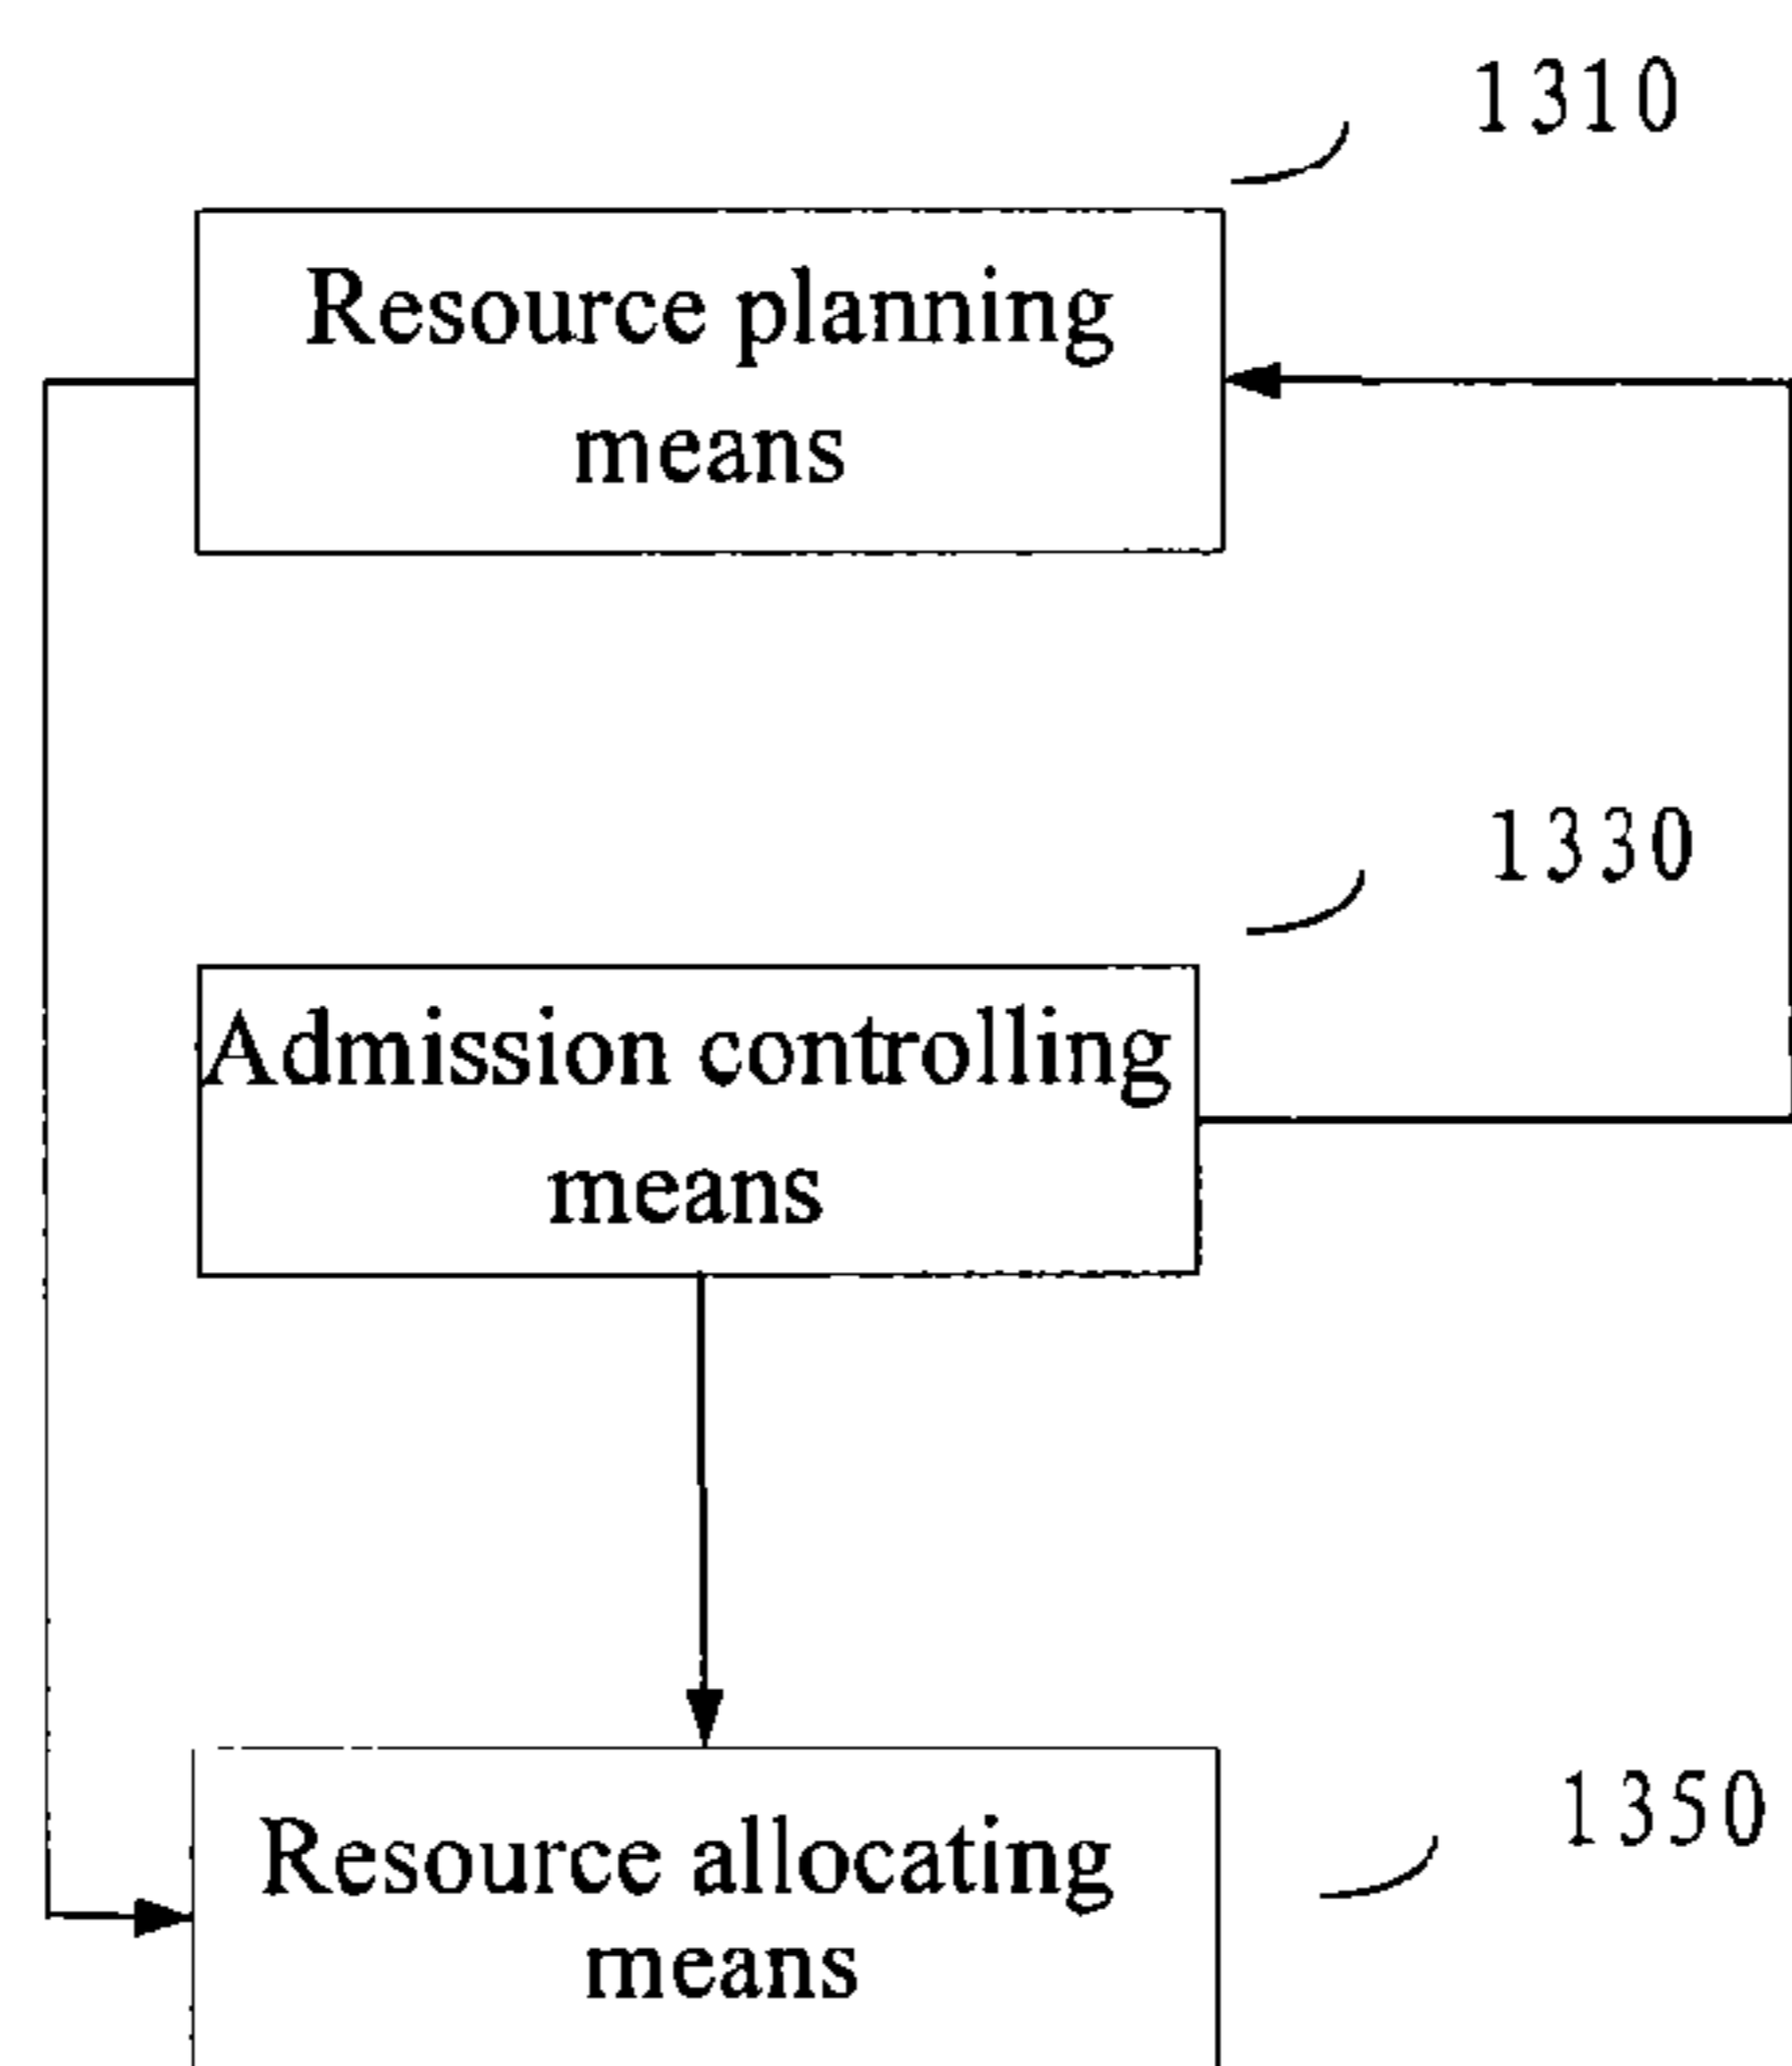 1310
Resource planning
means
1330
Admission controlling
means
1350
Resource allocating
means